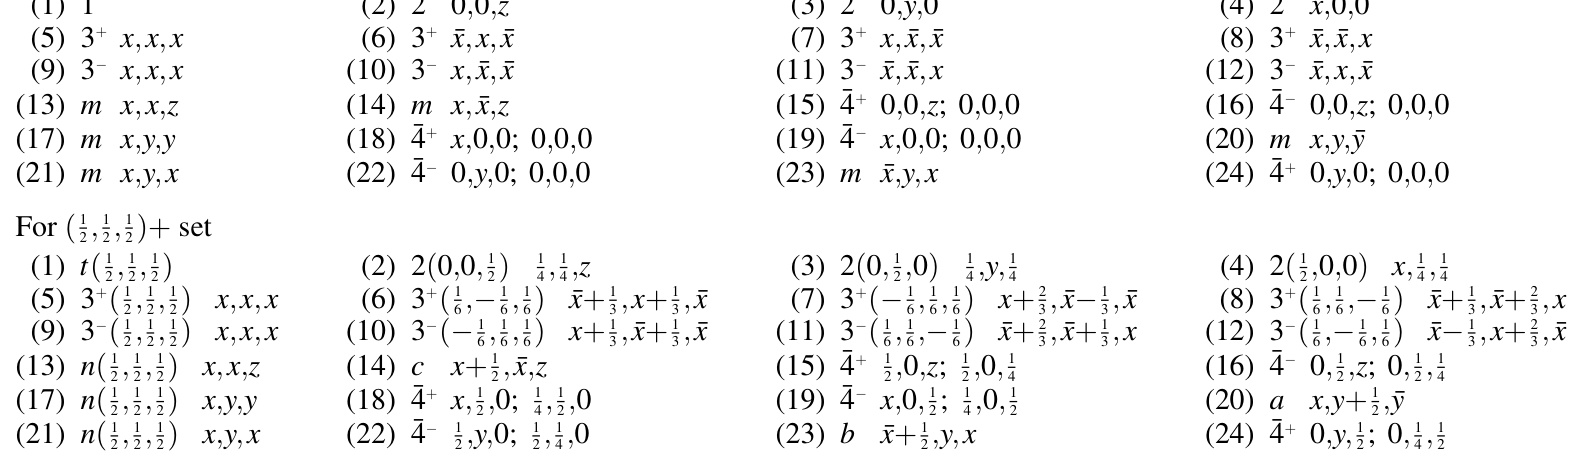 (1) 1 (2) 2 0,0,z (3) 2 0,y,0 (4) 2 x,0,0
(5) 3⁺ x,x,x (6) 3⁺ x̄,x,x̄ (7) 3⁺ x,x̄,x̄ (8) 3⁺ x̄,x̄,x
(9) 3⁻ x,x,x (10) 3⁻ x,x̄,x̄ (11) 3⁻ x̄,x̄,x (12) 3⁻ x̄,x,x̄
(13) m x,x,z (14) m x,x̄,z (15) 4̄⁺ 0,0,z; 0,0,0 (16) 4̄⁻ 0,0,z; 0,0,0
(17) m x,y,y (18) 4̄⁺ x,0,0; 0,0,0 (19) 4̄⁻ x,0,0; 0,0,0 (20) m x,y,ȳ
(21) m x,y,x (22) 4̄⁻ 0,y,0; 0,0,0 (23) m x̄,y,x (24) 4̄⁺ 0,y,0; 0,0,0
For (½,½,½)+ set
(1) t(½,½,½) (2) 2(0,0,½) ¼,¼,z (3) 2(0,½,0) ¼,y,¼ (4) 2(½,0,0) x,¼,¼
(5) 3⁺(½,½,½) x,x,x (6) 3⁺(⅙,−⅙,⅙) x̄+⅓,x+⅓,x̄ (7) 3⁺(−⅙,⅙,⅙) x+⅔,x̄−⅓,x̄ (8) 3⁺(⅙,⅙,−⅙) x̄+⅓,x̄+⅔,x
(9) 3⁻(½,½,½) x,x,x (10) 3⁻(−⅙,⅙,⅙) x+⅓,x̄+⅓,x̄ (11) 3⁻(⅙,⅙,−⅙) x̄+⅔,x̄+⅓,x (12) 3⁻(⅙,−⅙,⅙) x̄−⅓,x+⅔,x̄
(13) n(½,½,½) x,x,z (14) c x+½,x̄,z (15) 4̄⁺ ½,0,z; ½,0,¼ (16) 4̄⁻ 0,½,z; 0,½,¼
(17) n(½,½,½) x,y,y (18) 4̄⁺ x,½,0; ¼,½,0 (19) 4̄⁻ x,0,½; ¼,0,½ (20) a x,y+½,ȳ
(21) n(½,½,½) x,y,x (22) 4̄⁻ ½,y,0; ½,¼,0 (23) b x̄+½,y,x (24) 4̄⁺ 0,y,½; 0,¼,½